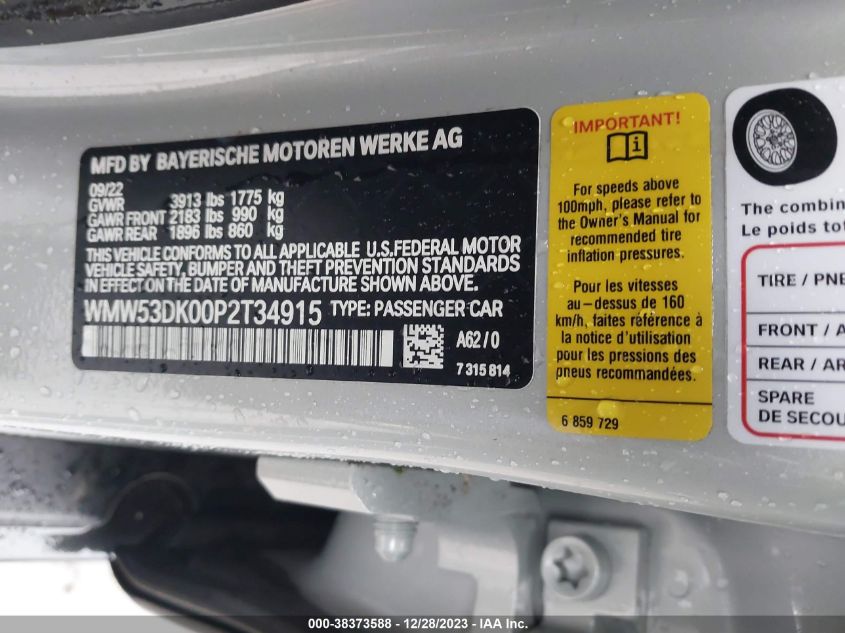 MFD BY BAYERISCHE MOTOREN WERKE AG
09/22
GVWR 3913 lbs 1775 kg
GAWR FRONT 2183 lbs 990 kg
GAWR REAR 1896 lbs 860 kg
THIS VEHICLE CONFORMS TO ALL APPLICABLE U.S.FEDERAL MOTOR
VEHICLE SAFETY, BUMPER AND THEFT PREVENTION STANDARDS
IN EFFECT ON THE DATE OF MANUFACTURE SHOWN ABOVE.
WMW53DK00P2T34915 TYPE: PASSENGER CAR
A62/0
7 315 814
IMPORTANT!
For speeds above
100mph, please refer to
the Owner's Manual for
recommended tire
inflation pressures.
Pour les vitesses
au-dessus de 160
km/h, faites référence à
la notice d'utilisation
pour les pressions des
pneus recommandées.
6 859 729
The combin
Le poids tot
TIRE / PNE
FRONT / A
REAR / AR
SPARE
DE SECOU
000-38373588 - 12/28/2023 - IAA Inc.